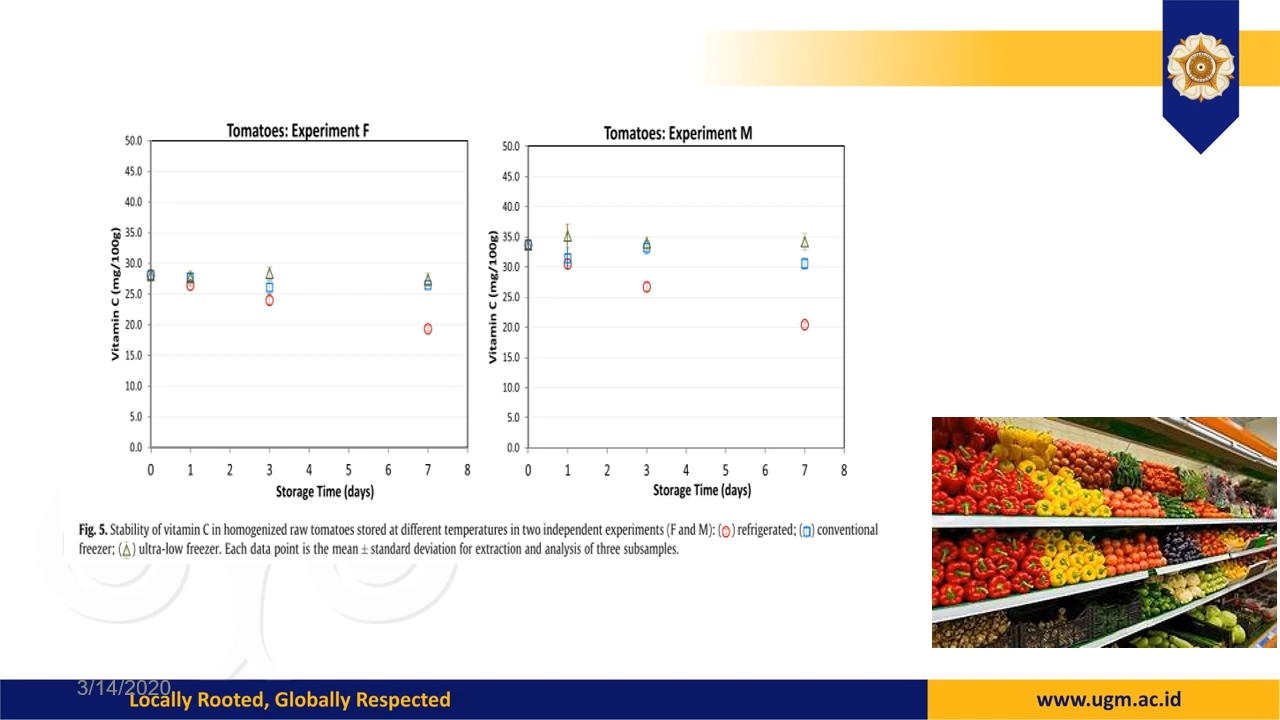 Tomatoes: Experiment F
50.0
45.0
40.0
35.0
30.0
25.0
20.0
15.0
10.0
5.0
0.0
Vitamin C (mg/100g)
0 1 2 3 4 5 6 7 8
Storage Time (days)
Tomatoes: Experiment M
50.0
45.0
40.0
35.0
30.0
25.0
20.0
15.0
10.0
5.0
0.0
Vitamin C (mg/100g)
0 1 2 3 4 5 6 7 8
Storage Time (days)
Fig. 5. Stability of vitamin C in homogenized raw tomatoes stored at different temperatures in two independent experiments (F and M): (○) refrigerated; (□) conventional
freezer; (△) ultra-low freezer. Each data point is the mean ± standard deviation for extraction and analysis of three subsamples.
3/14/2020
Locally Rooted, Globally Respected
www.ugm.ac.id